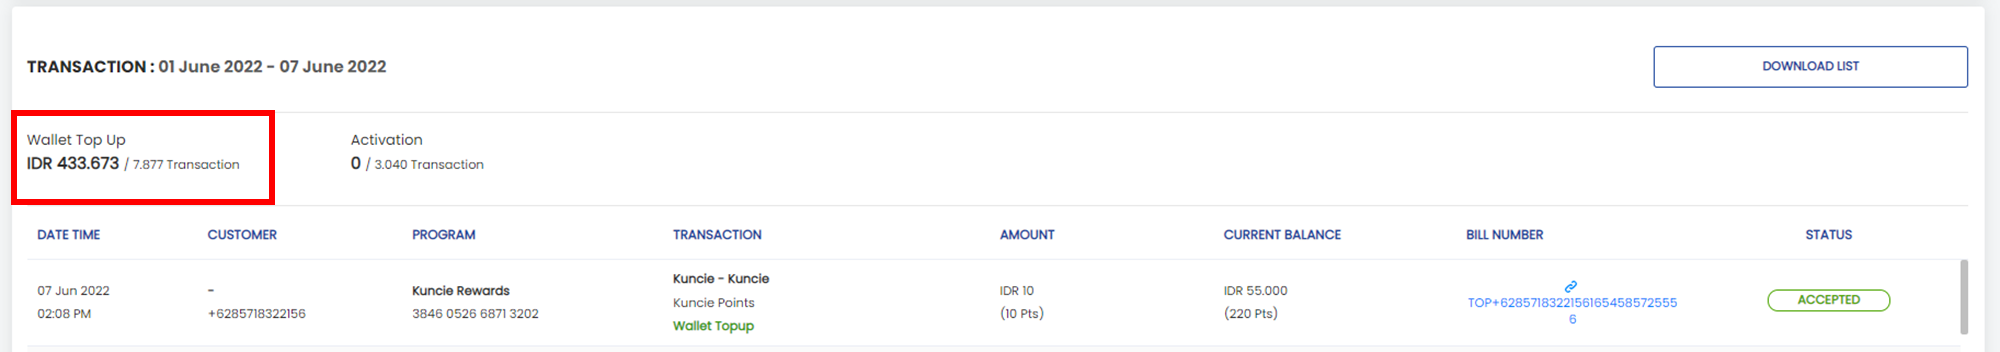 TRANSACTION : 01 June 2022 - 07 June 2022
DOWNLOAD LIST
Wallet Top Up
IDR 433.673 / 7.877 Transaction
Activation
0 / 3.040 Transaction
DATE TIME CUSTOMER PROGRAM TRANSACTION AMOUNT CURRENT BALANCE BILL NUMBER STATUS
07 Jun 2022
02:08 PM
-
+6285718322156
Kuncie Rewards
3846 0526 6871 3202
Kuncie - Kuncie
Kuncie Points
Wallet Topup
IDR 10
(10 Pts)
IDR 55.000
(220 Pts)
TOP+6285718322156165458572555
6
ACCEPTED